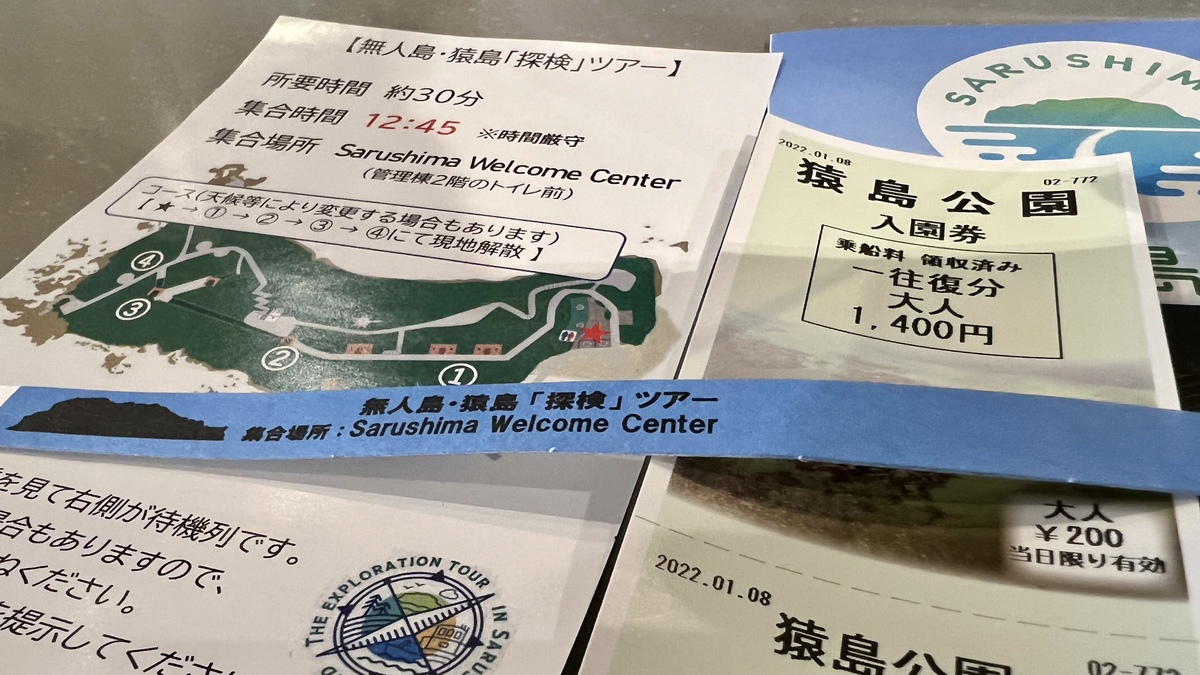 【無人島・猿島「探検」ツアー】
所要時間 約30分
集合時間 12:45 ※時間厳守
集合場所 Sarushima Welcome Center
(管理棟2階のトイレ前)
コース(天候等により変更する場合もあります)
【 ★ → ① → ② → ③ → ④にて現地解散 】
④
③
②
①
無人島・猿島「探検」ツアー
集合場所:Sarushima Welcome Center
を見て右側が待機列です。
場合もありますので、
ねください。
を提示してくださ
THE EXPLORATION TOUR IN SARUS
SARUSHIM
2022.01.08
02-772
猿島公園
入園券
乗船料 領収済み
一往復分
大人
1,400円
大人
¥200
当日限り有効
2022.01.08
猿島公園
02-772